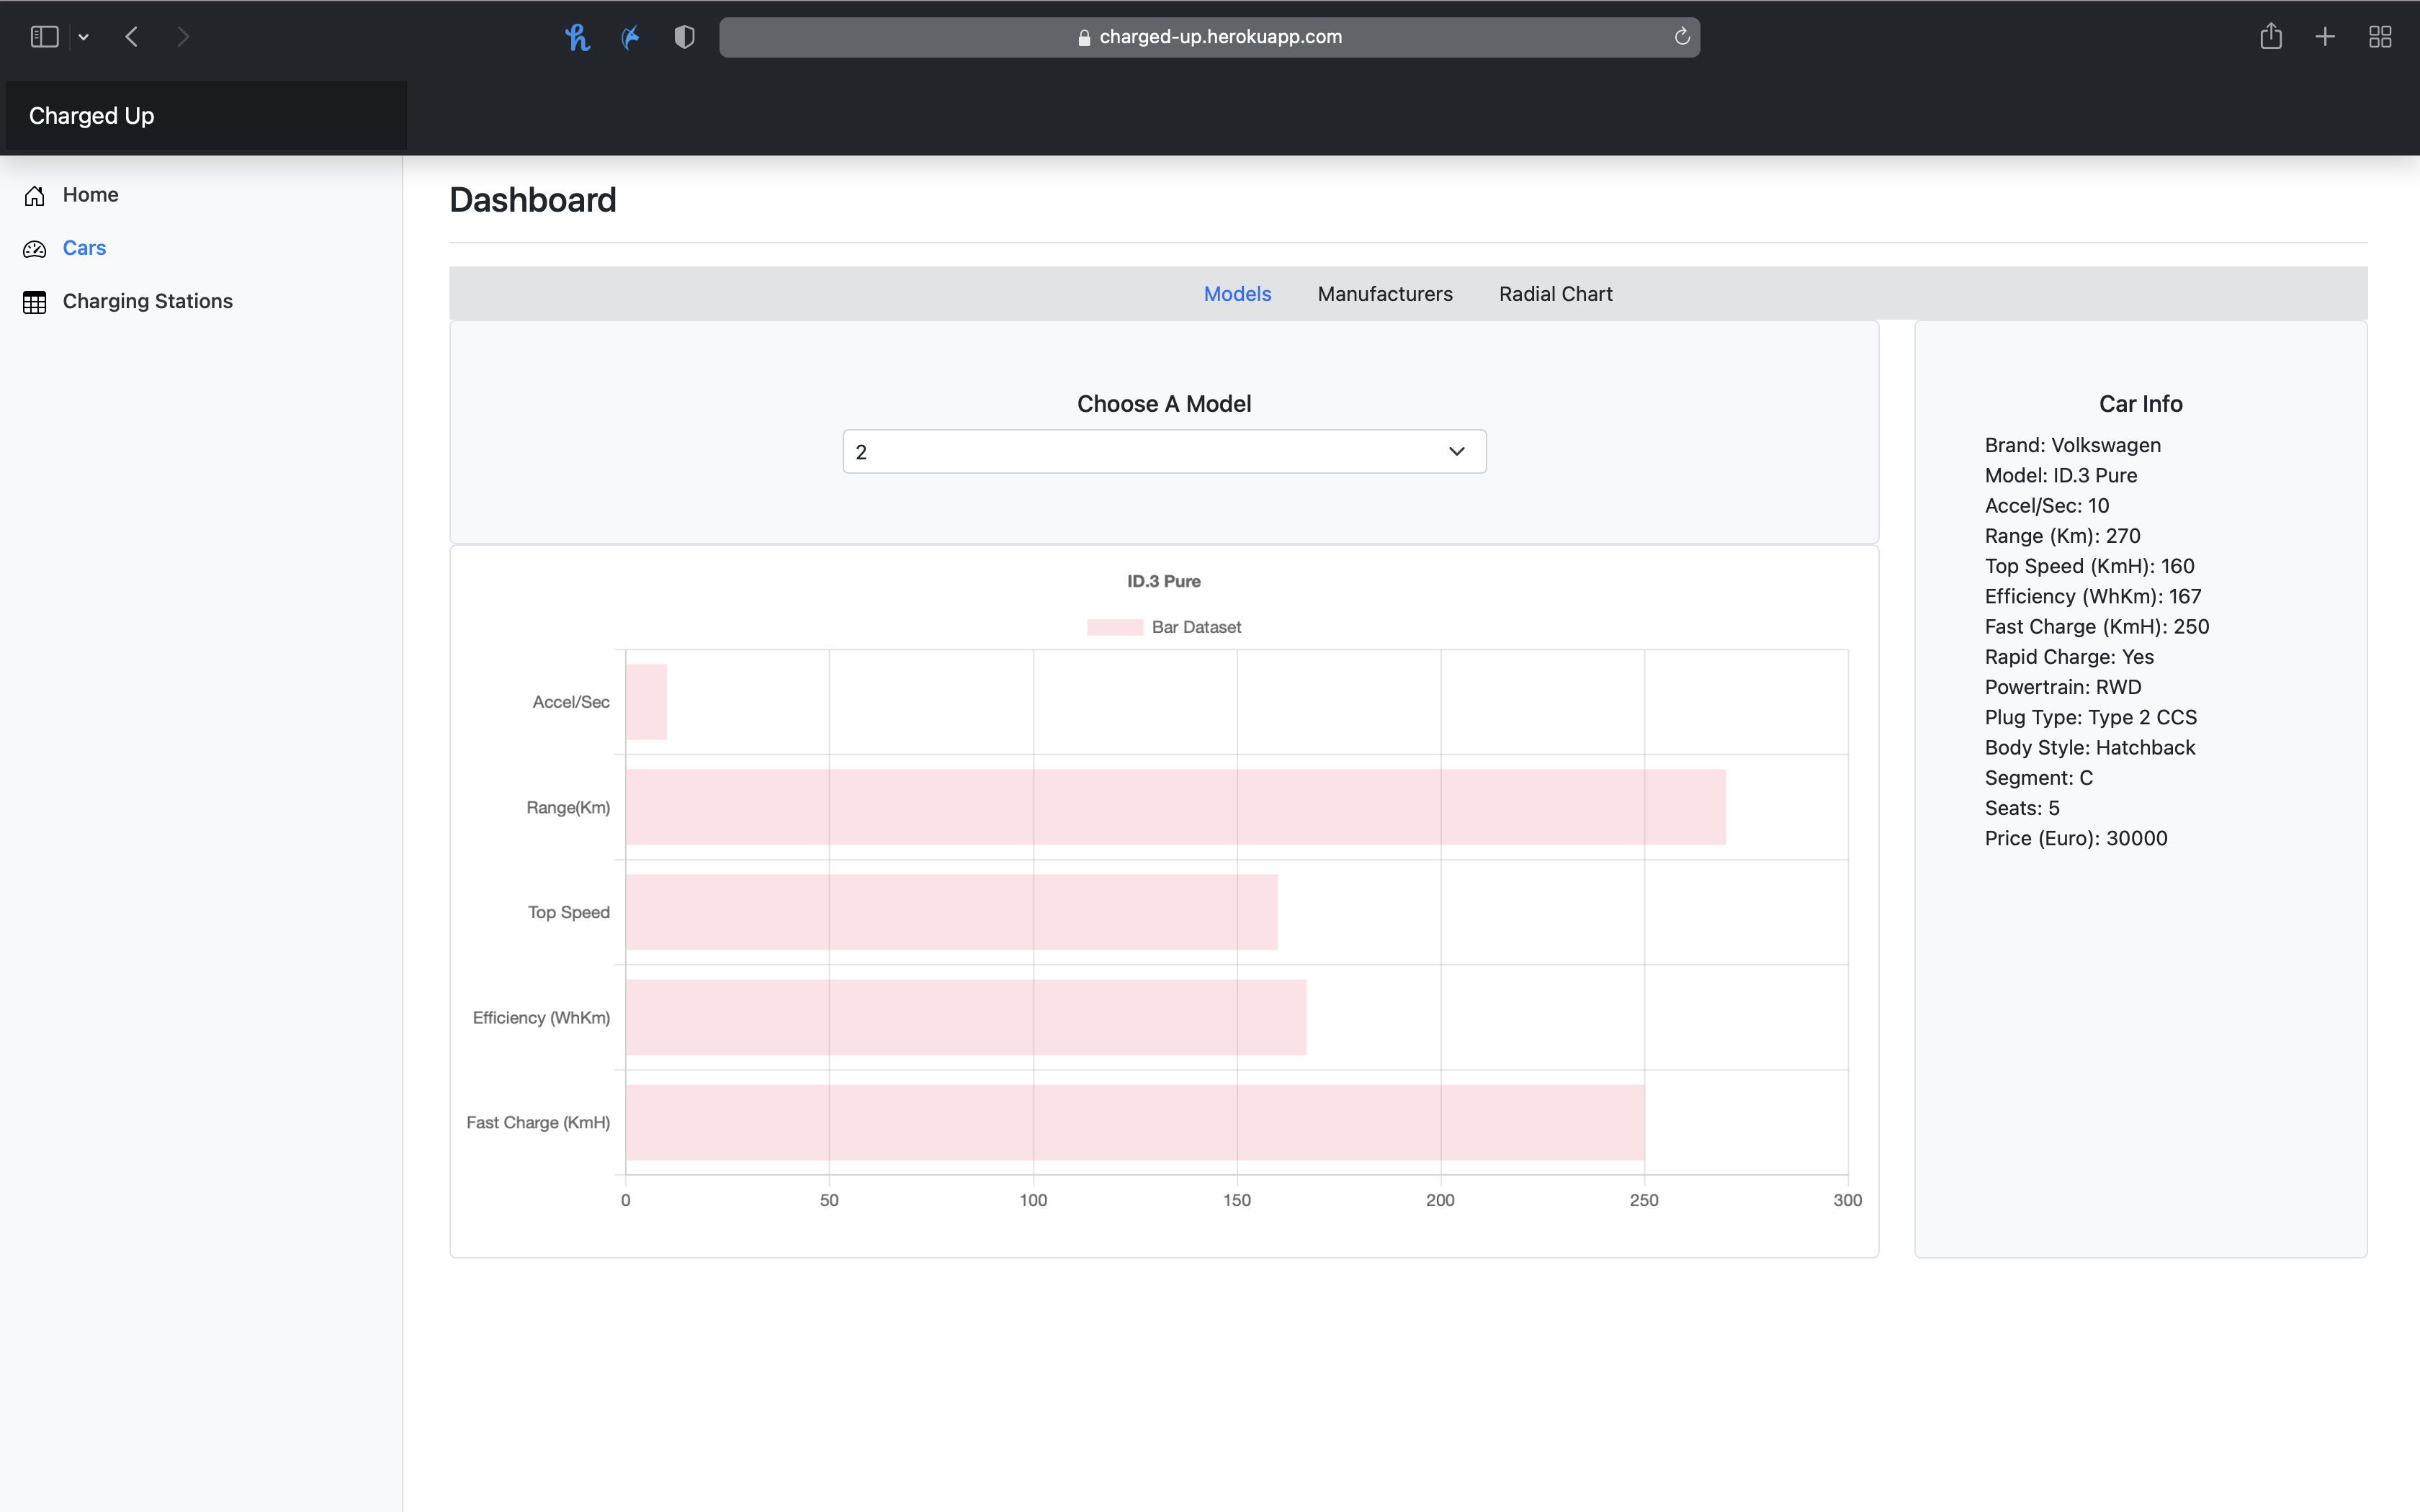 charged-up.herokuapp.com
Charged Up
Home
Cars
Charging Stations
Dashboard
Models Manufacturers Radial Chart
Choose A Model
2
ID.3 Pure
Bar Dataset
Accel/Sec
Range(Km)
Top Speed
Efficiency (WhKm)
Fast Charge (KmH)
0 50 100 150 200 250 300
Car Info
Brand: Volkswagen
Model: ID.3 Pure
Accel/Sec: 10
Range (Km): 270
Top Speed (KmH): 160
Efficiency (WhKm): 167
Fast Charge (KmH): 250
Rapid Charge: Yes
Powertrain: RWD
Plug Type: Type 2 CCS
Body Style: Hatchback
Segment: C
Seats: 5
Price (Euro): 30000